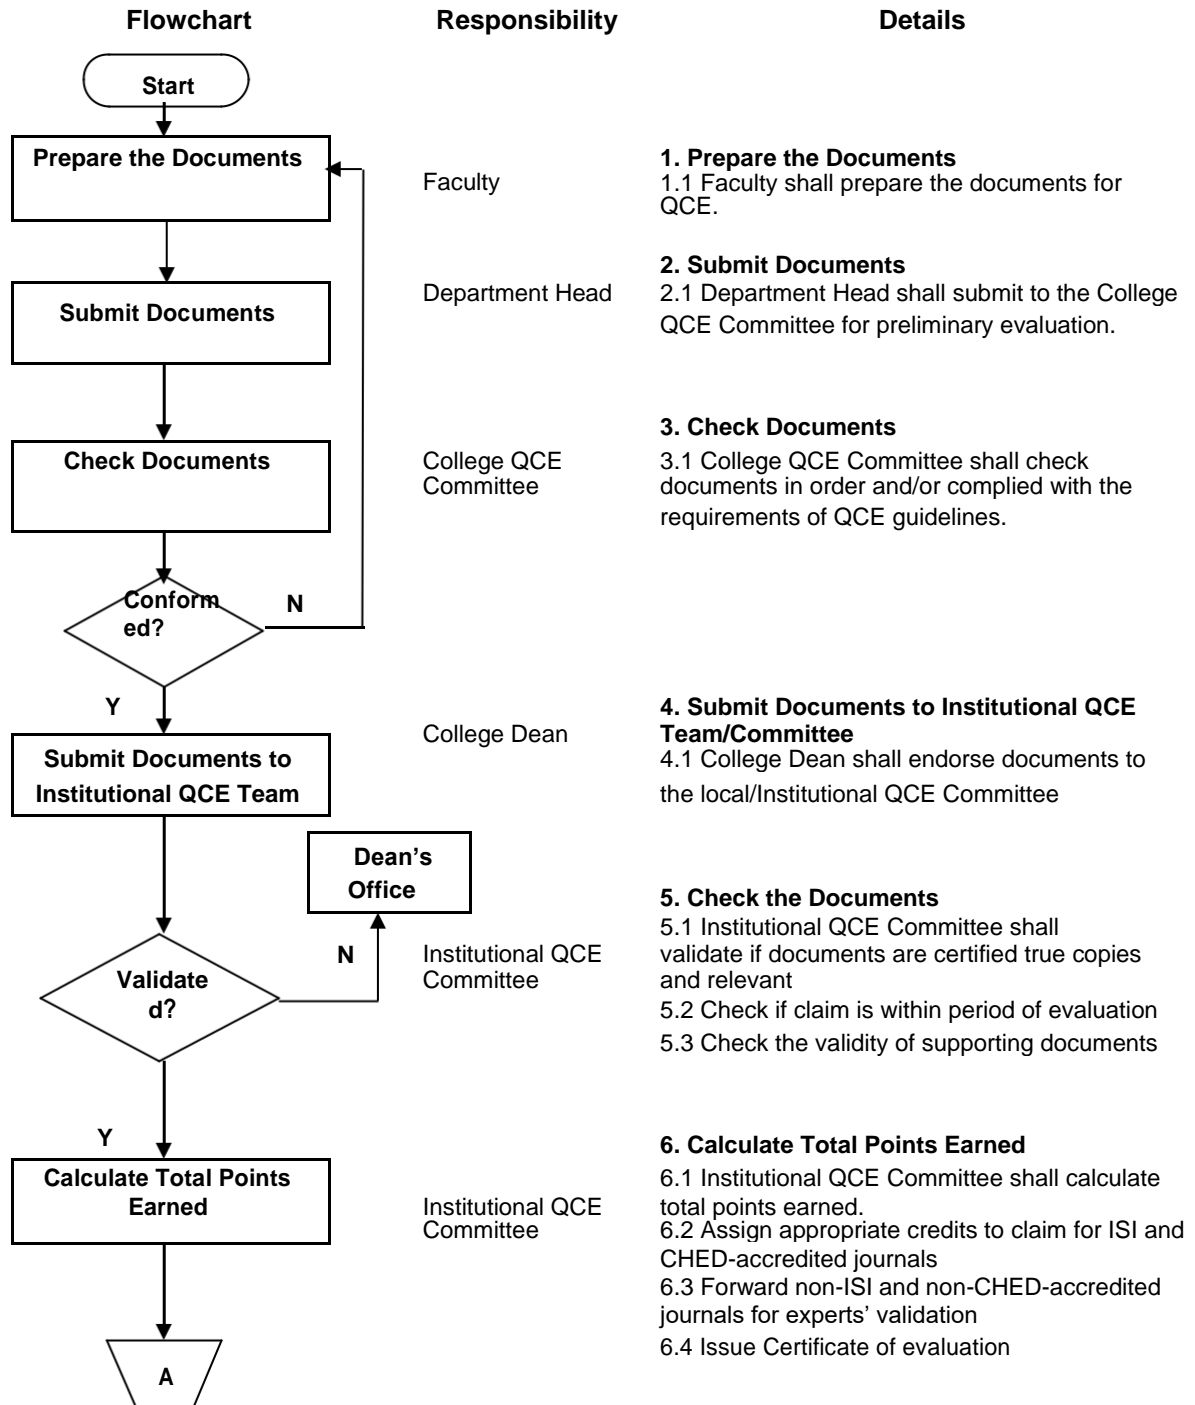 Flowchart Responsibility Details
Start
Prepare the Documents
Faculty
1. Prepare the Documents
1.1 Faculty shall prepare the documents for
QCE.
Submit Documents
Department Head
2. Submit Documents
2.1 Department Head shall submit to the College
QCE Committee for preliminary evaluation.
Check Documents
College QCE
Committee
3. Check Documents
3.1 College QCE Committee shall check
documents in order and/or complied with the
requirements of QCE guidelines.
Conform
ed?
N
Y
Submit Documents to
Institutional QCE Team
College Dean
4. Submit Documents to Institutional QCE
Team/Committee
4.1 College Dean shall endorse documents to
the local/Institutional QCE Committee
Dean’s
Office
N
Validate
d?
Institutional QCE
Committee
5. Check the Documents
5.1 Institutional QCE Committee shall
validate if documents are certified true copies
and relevant
5.2 Check if claim is within period of evaluation
5.3 Check the validity of supporting documents
Y
Calculate Total Points
Earned
Institutional QCE
Committee
6. Calculate Total Points Earned
6.1 Institutional QCE Committee shall calculate
total points earned.
6.2 Assign appropriate credits to claim for ISI and
CHED-accredited journals
6.3 Forward non-ISI and non-CHED-accredited
journals for experts’ validation
6.4 Issue Certificate of evaluation
A